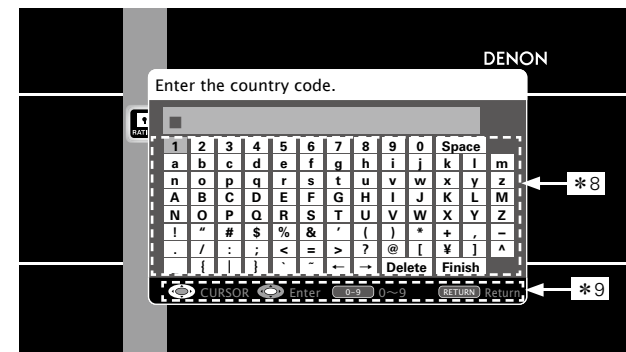 DENON
Enter the country code.
RATI
1 2 3 4 5 6 7 8 9 0 Space
a b c d e f g h i j k l m
n o p q r s t u v w x y z
A B C D E F G H I J K L M
N O P Q R S T U V W X Y Z
! “ # $ % & ’ ( ) * + , –
. / : ; < = > ? @ [ ¥ ] ^
_ { | } ` ˜ ← → Delete Finish
CURSOR Enter 0-9 0～9 RETURN Return
*8
*9